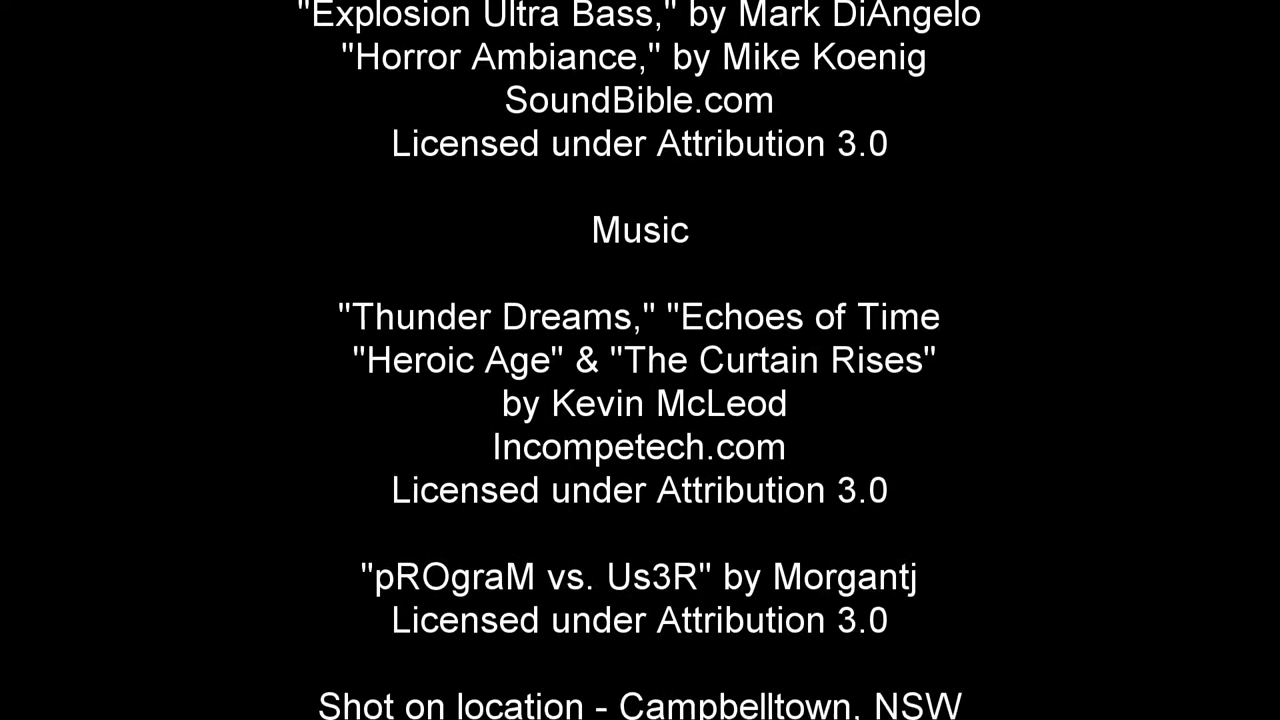 "Explosion Ultra Bass," by Mark DiAngelo
"Horror Ambiance," by Mike Koenig
SoundBible.com
Licensed under Attribution 3.0
Music
"Thunder Dreams," "Echoes of Time
"Heroic Age" & "The Curtain Rises"
by Kevin McLeod
Incompetech.com
Licensed under Attribution 3.0
"pROgraM vs. Us3R" by Morgantj
Licensed under Attribution 3.0
Shot on location - Campbelltown, NSW